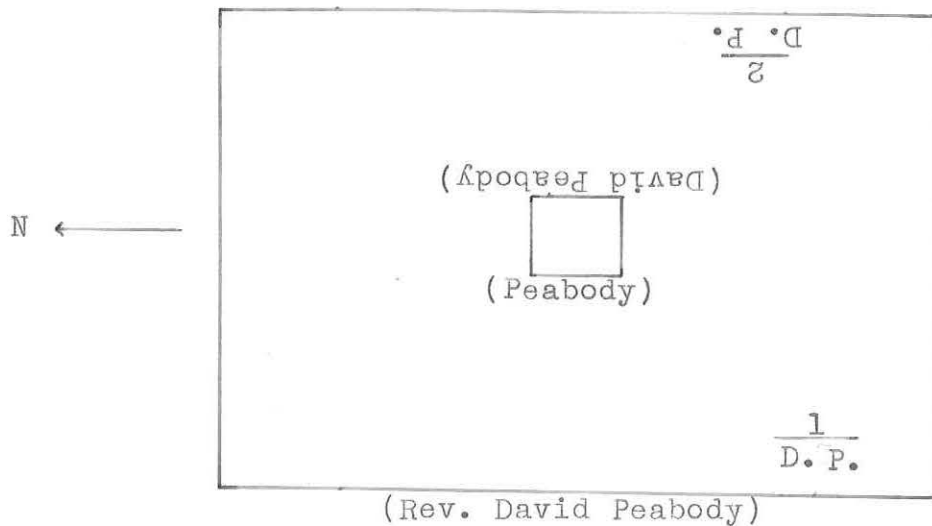 D. P.
2
(David Peabody)
N
(Peabody)
1
D. P.
(Rev. David Peabody)